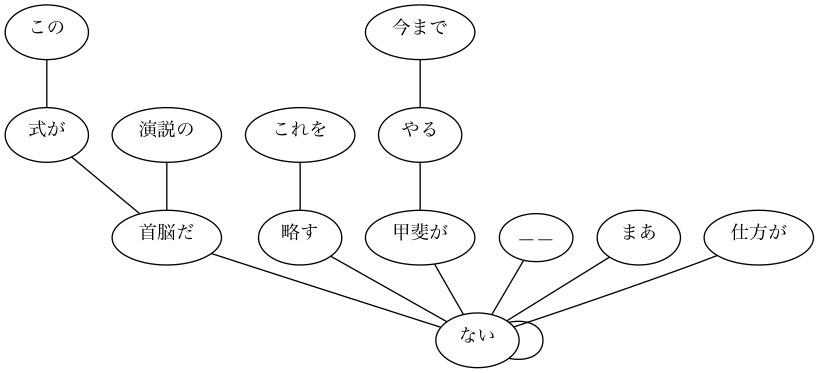 この 今まで
式が 演説の これを やる
首脳だ 略す 甲斐が ―― まあ 仕方が
ない